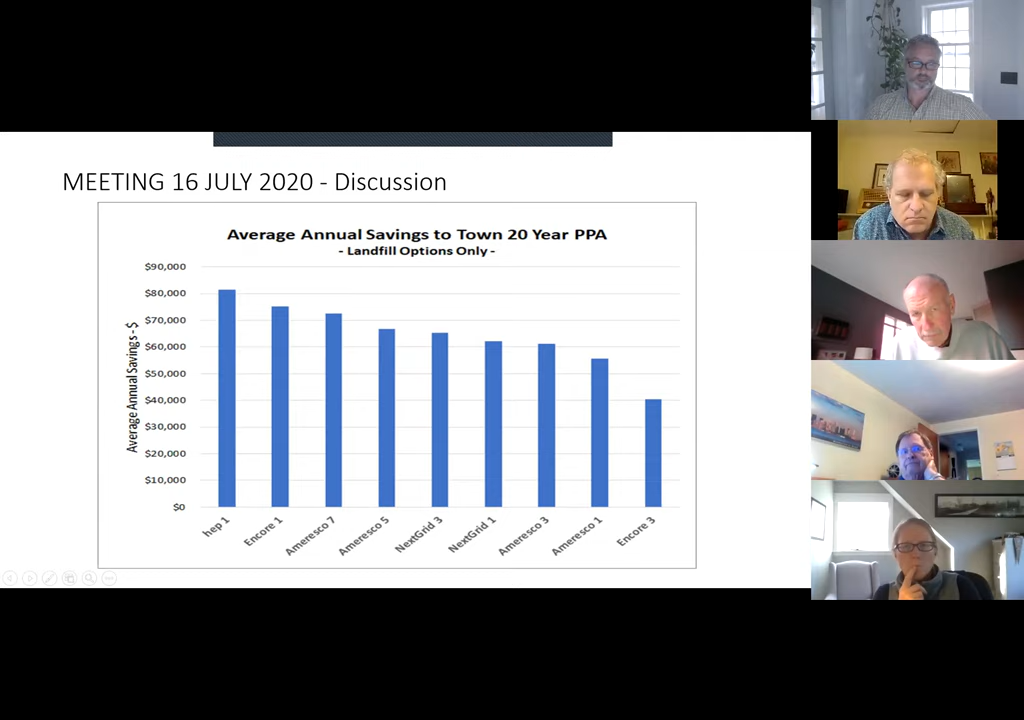 MEETING 16 JULY 2020 - Discussion
Average Annual Savings to Town 20 Year PPA
- Landfill Options Only -
Average Annual Savings - $
$90,000
$80,000
$70,000
$60,000
$50,000
$40,000
$30,000
$20,000
$10,000
$0
hep 1
Encore 1
Ameresco 7
Ameresco 5
NextGrid 3
NextGrid 1
Ameresco 3
Ameresco 1
Encore 3